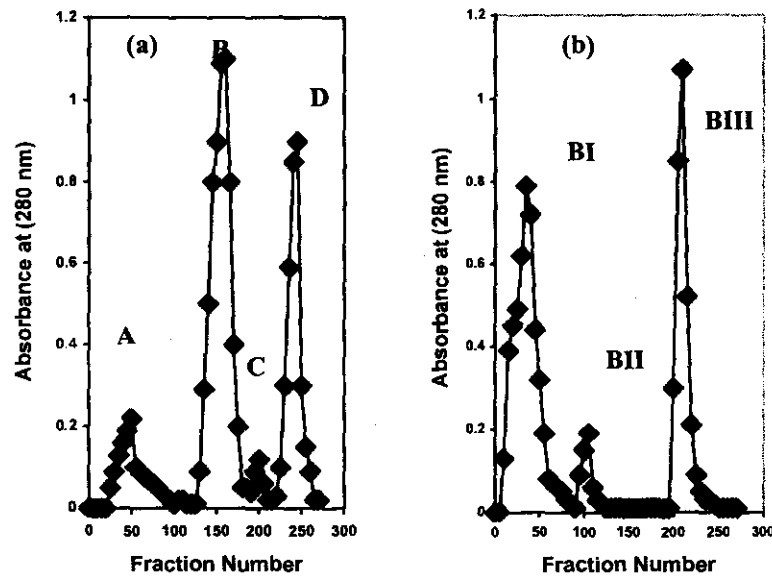 (a)
B
D
A
C
Absorbance at (280 nm)
1.2
1
0.8
0.6
0.4
0.2
0
0 50 100 150 200 250 300
Fraction Number
(b)
BI
BIII
BII
Absorbance at (280 nm)
1.2
1
0.8
0.6
0.4
0.2
0
0 50 100 150 200 250 300
Fraction Number